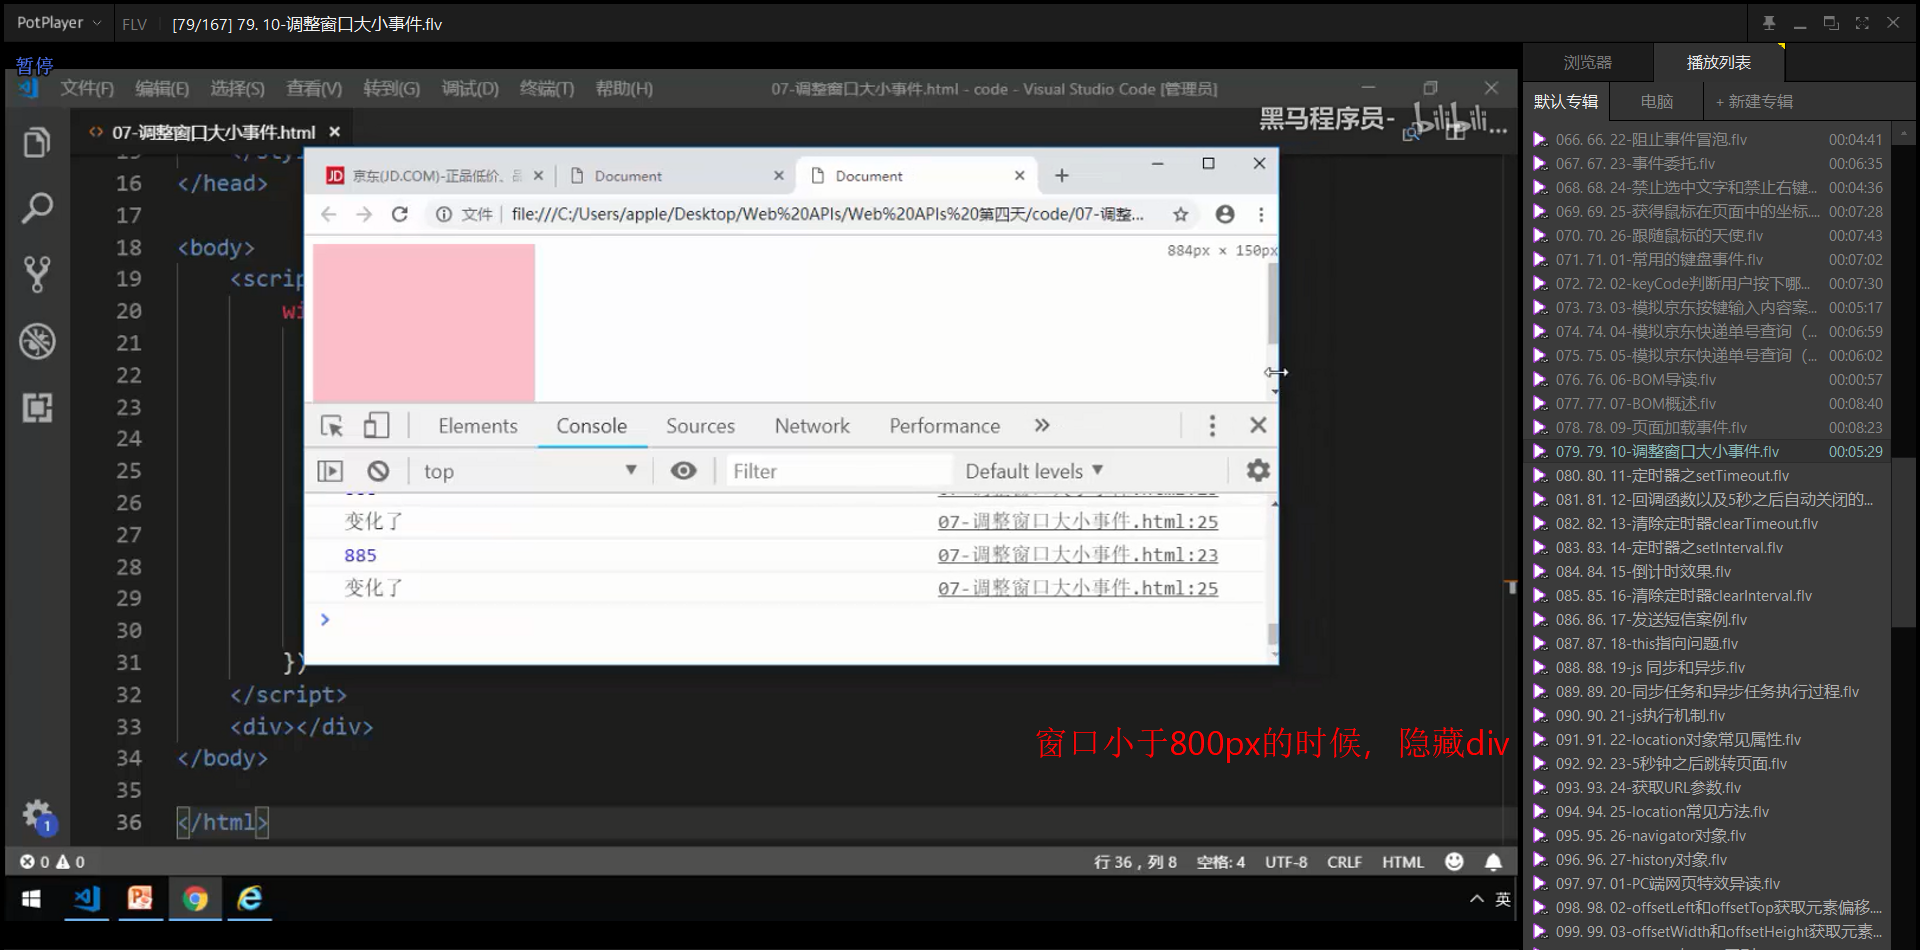 PotPlayer
FLV
[79/167] 79. 10-调整窗口大小事件.flv
暂停
文件(F) 编辑(E) 选择(S) 查看(V) 转到(G) 调试(D) 终端(T) 帮助(H)
07-调整窗口大小事件.html - code - Visual Studio Code [管理员]
07-调整窗口大小事件.html
黑马程序员-
bilibili
16 </head>
17
18 <body>
19 <scrip
20 wi
21
22
23
24
25
26
27
28
29
30
31 })
32 </script>
33 <div></div>
34 </body>
35
36 </html>
JD 京东(JD.COM)-正品低价、品
Document
Document
文件 | file:///C:/Users/apple/Desktop/Web%20APIs/Web%20APIs%20第四天/code/07-调整...
884px × 150px
Elements Console Sources Network Performance
top
Filter
Default levels
变化了 07-调整窗口大小事件.html:25
885 07-调整窗口大小事件.html:23
变化了 07-调整窗口大小事件.html:25
窗口小于800px的时候，隐藏div
1
0 0
行 36，列 8 空格: 4 UTF-8 CRLF HTML
英
浏览器 播放列表
默认专辑 电脑 + 新建专辑
066. 66. 22-阻止事件冒泡.flv 00:04:41
067. 67. 23-事件委托.flv 00:06:35
068. 68. 24-禁止选中文字和禁止右键... 00:04:36
069. 69. 25-获得鼠标在页面中的坐标.... 00:07:28
070. 70. 26-跟随鼠标的天使.flv 00:07:43
071. 71. 01-常用的键盘事件.flv 00:07:02
072. 72. 02-keyCode判断用户按下哪... 00:07:30
073. 73. 03-模拟京东按键输入内容案... 00:05:17
074. 74. 04-模拟京东快递单号查询（... 00:06:59
075. 75. 05-模拟京东快递单号查询（... 00:06:02
076. 76. 06-BOM导读.flv 00:00:57
077. 77. 07-BOM概述.flv 00:08:40
078. 78. 09-页面加载事件.flv 00:08:23
079. 79. 10-调整窗口大小事件.flv 00:05:29
080. 80. 11-定时器之setTimeout.flv
081. 81. 12-回调函数以及5秒之后自动关闭的...
082. 82. 13-清除定时器clearTimeout.flv
083. 83. 14-定时器之setInterval.flv
084. 84. 15-倒计时效果.flv
085. 85. 16-清除定时器clearInterval.flv
086. 86. 17-发送短信案例.flv
087. 87. 18-this指向问题.flv
088. 88. 19-js 同步和异步.flv
089. 89. 20-同步任务和异步任务执行过程.flv
090. 90. 21-js执行机制.flv
091. 91. 22-location对象常见属性.flv
092. 92. 23-5秒钟之后跳转页面.flv
093. 93. 24-获取URL参数.flv
094. 94. 25-location常见方法.flv
095. 95. 26-navigator对象.flv
096. 96. 27-history对象.flv
097. 97. 01-PC端网页特效导读.flv
098. 98. 02-offsetLeft和offsetTop获取元素偏移....
099. 99. 03-offsetWidth和offsetHeight获取元素...